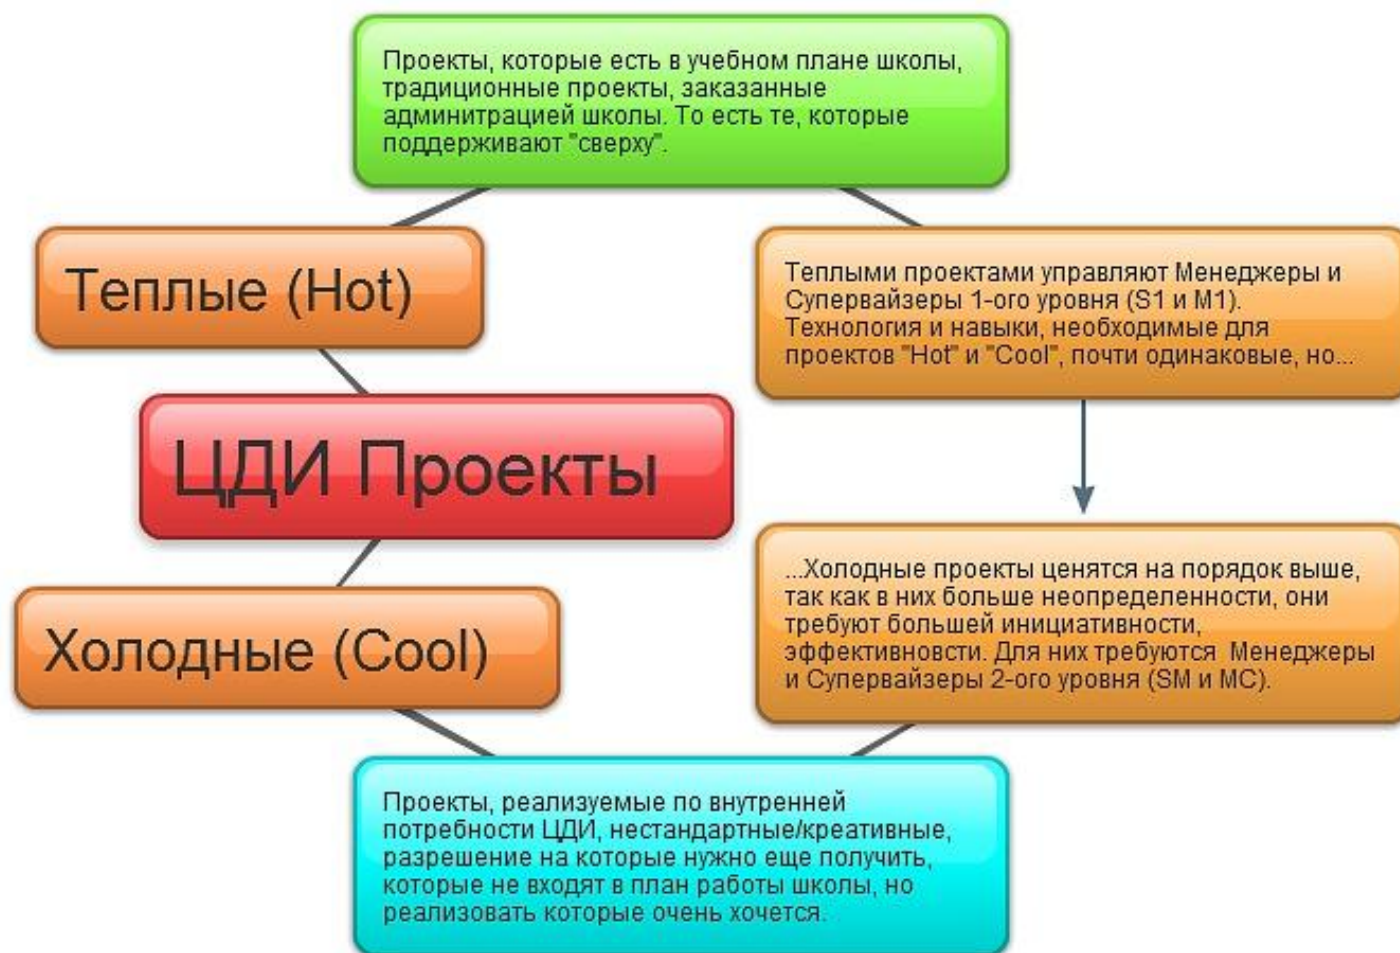 Проекты, которые есть в учебном плане школы,
традиционные проекты, заказанные
админитрацией школы. То есть те, которые
поддерживают "сверху".
Теплые (Hot)
Теплыми проектами управляют Менеджеры и
Супервайзеры 1-ого уровня (S1 и M1).
Технология и навыки, необходимые для
проектов "Hot" и "Cool", почти одинаковые, но...
ЦДИ Проекты
...Холодные проекты ценятся на порядок выше,
так как в них больше неопределенности, они
требуют большей инициативности,
эффективновсти. Для них требуются Менеджеры
и Супервайзеры 2-ого уровня (SM и MC).
Холодные (Cool)
Проекты, реализуемые по внутренней
потребности ЦДИ, нестандартные/креативные,
разрешение на которые нужно еще получить,
которые не входят в план работы школы, но
реализовать которые очень хочется.